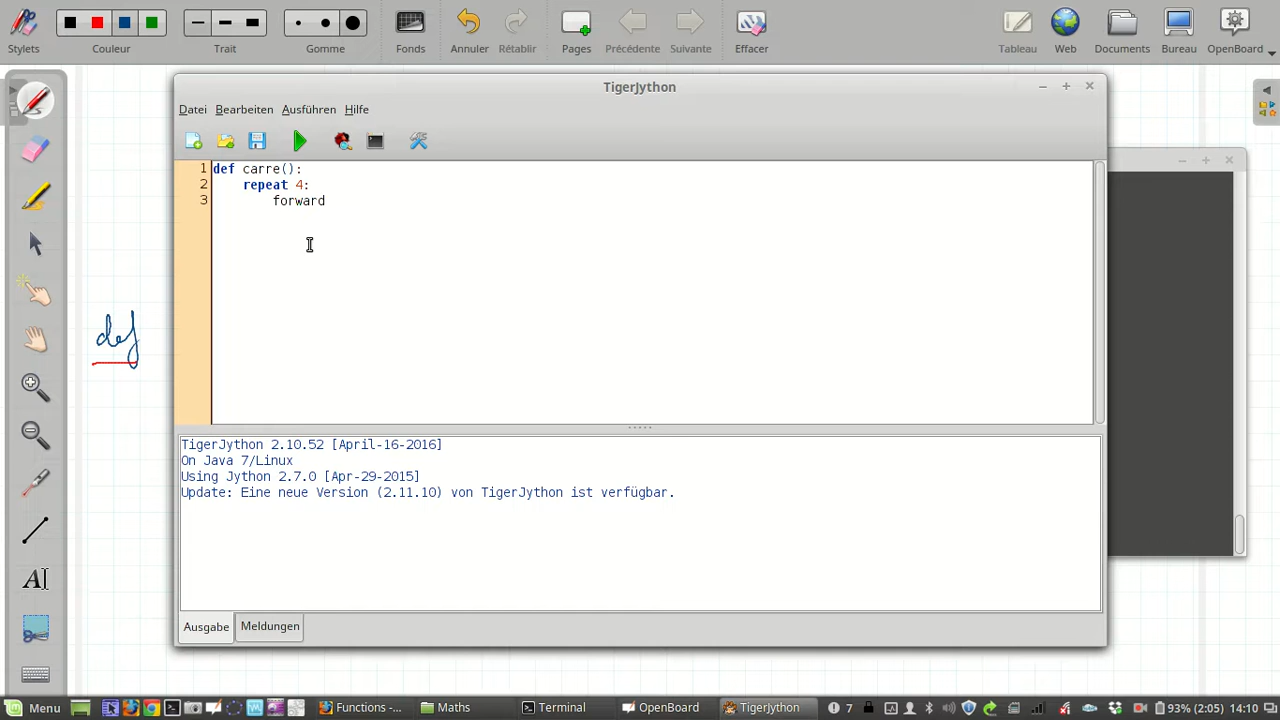 Stylets
Couleur
Trait
Gomme
Fonds
Annuler
Rétablir
Pages
Précédente
Suivante
Effacer
Tableau
Web
Documents
Bureau
OpenBoard
TigerJython
Datei Bearbeiten Ausführen Hilfe
1 def carre():
2 repeat 4:
3 forward
def
TigerJython 2.10.52 [April-16-2016]
On Java 7/Linux
Using Jython 2.7.0 [Apr-29-2015]
Update: Eine neue Version (2.11.10) von TigerJython ist verfügbar.
Ausgabe Meldungen
Menu
Functions -...
Maths
Terminal
OpenBoard
TigerJython
7
93% (2:05) 14:10